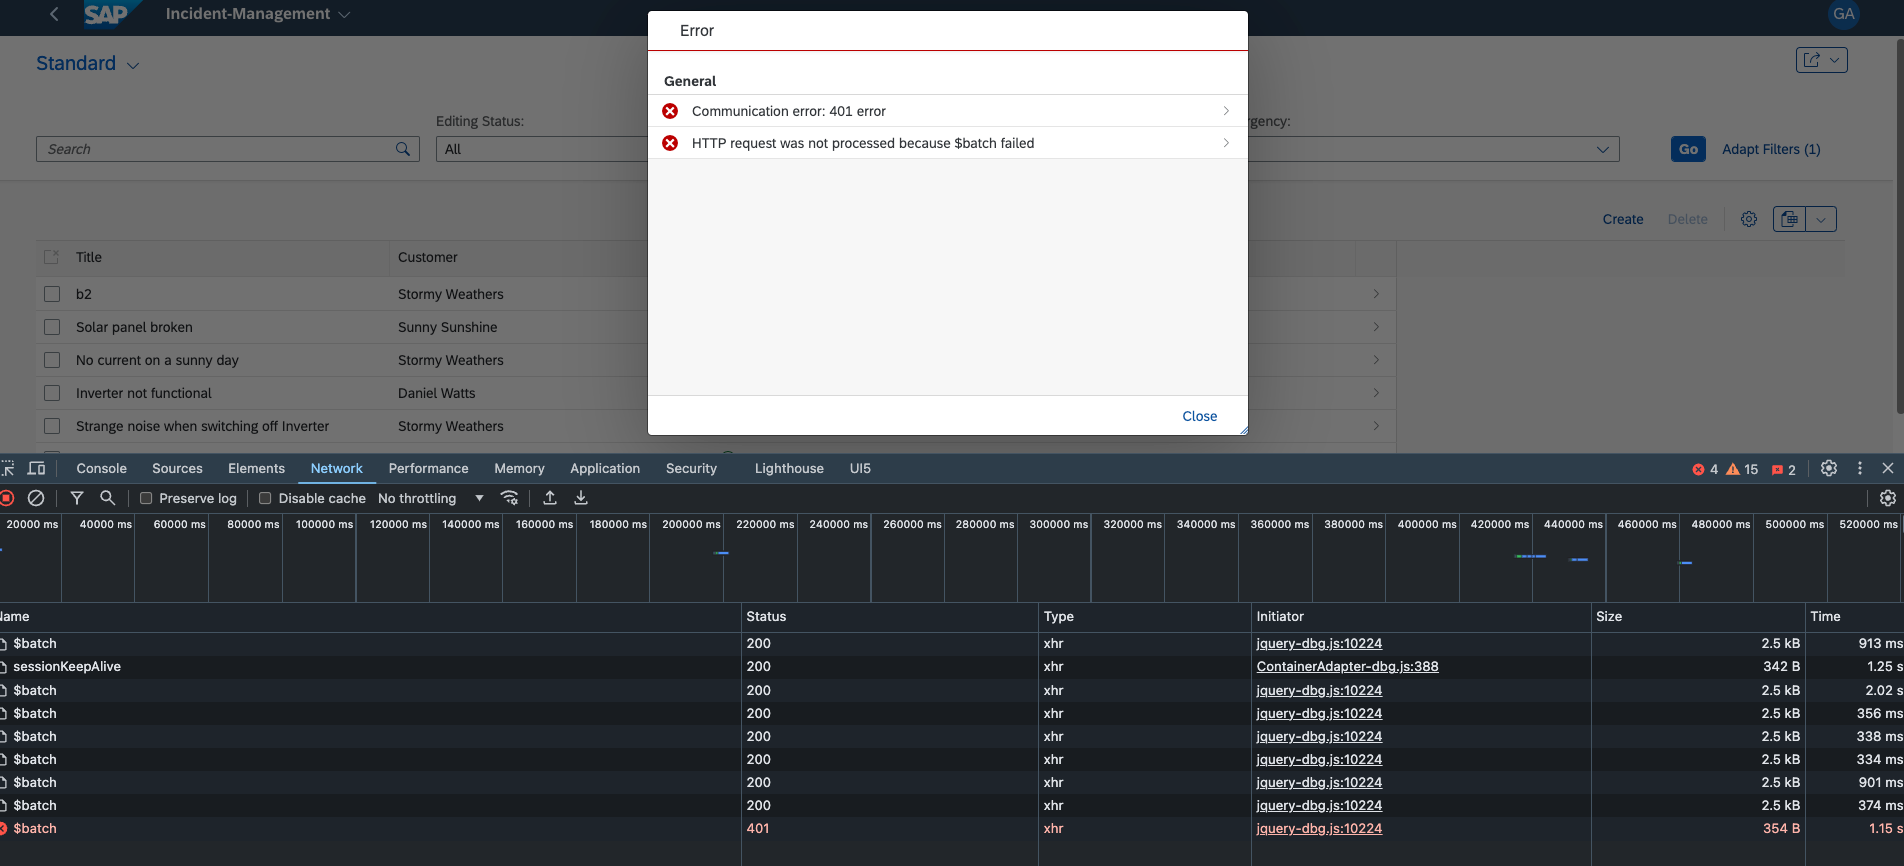 SAP
Incident-Management
GA
Standard
Error
General
Communication error: 401 error
HTTP request was not processed because $batch failed
Close
Editing Status:
rgency:
Search
All
Go
Adapt Filters (1)
Create
Delete
Title
Customer
b2
Stormy Weathers
Solar panel broken
Sunny Sunshine
No current on a sunny day
Stormy Weathers
Inverter not functional
Daniel Watts
Strange noise when switching off Inverter
Stormy Weathers
Console Sources Elements Network Performance Memory Application Security Lighthouse UI5 4 15 2
Preserve log Disable cache No throttling
20000 ms 40000 ms 60000 ms 80000 ms 100000 ms 120000 ms 140000 ms 160000 ms 180000 ms 200000 ms 220000 ms 240000 ms 260000 ms 280000 ms 300000 ms 320000 ms 340000 ms 360000 ms 380000 ms 400000 ms 420000 ms 440000 ms 460000 ms 480000 ms 500000 ms 520000 ms
Name Status Type Initiator Size Time
$batch 200 xhr jquery-dbg.js:10224 2.5 kB 913 ms
sessionKeepAlive 200 xhr ContainerAdapter-dbg.js:388 342 B 1.25 s
$batch 200 xhr jquery-dbg.js:10224 2.5 kB 2.02 s
$batch 200 xhr jquery-dbg.js:10224 2.5 kB 356 ms
$batch 200 xhr jquery-dbg.js:10224 2.5 kB 338 ms
$batch 200 xhr jquery-dbg.js:10224 2.5 kB 334 ms
$batch 200 xhr jquery-dbg.js:10224 2.5 kB 901 ms
$batch 200 xhr jquery-dbg.js:10224 2.5 kB 374 ms
$batch 401 xhr jquery-dbg.js:10224 354 B 1.15 s